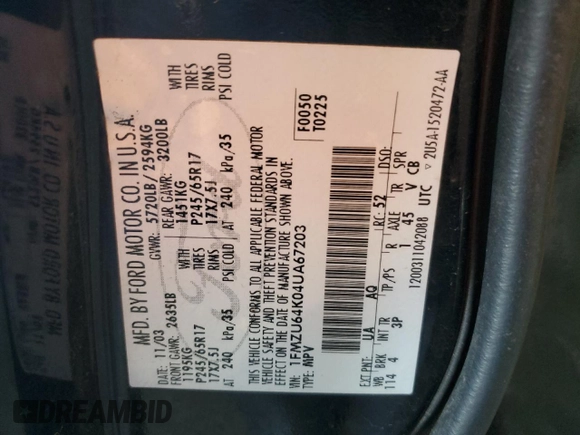 MFD. BY FORD MOTOR CO. IN U.S.A.
DATE: 11/03 GVWR: 5720LB/ 2594KG
FRONT GAWR: 2635LB REAR GAWR: 3200LB
1195KG WITH 1451KG WITH
P245/65R17 TIRES P245/65R17 TIRES
17X7.5J RIMS 17X7.5J RIMS
AT 240 kPa/35 PSI COLD AT 240 kPa/35 PSI COLD
THIS VEHICLE CONFORMS TO ALL APPLICABLE FEDERAL MOTOR
VEHICLE SAFETY AND THEFT PREVENTION STANDARDS IN
EFFECT ON THE DATE OF MANUFACTURE SHOWN ABOVE.
VIN: 1FMZU64K04UA67203 F0050
TYPE: MPV T0225
EXT PNT: UA AQ RC: 52 DSO:
WB BRK INT TR TP/PS R AXLE TR SPR
114 4 3P 1 45 V CB
12003110420BB UTC 2U5A-1520472-AA
DREAMBID